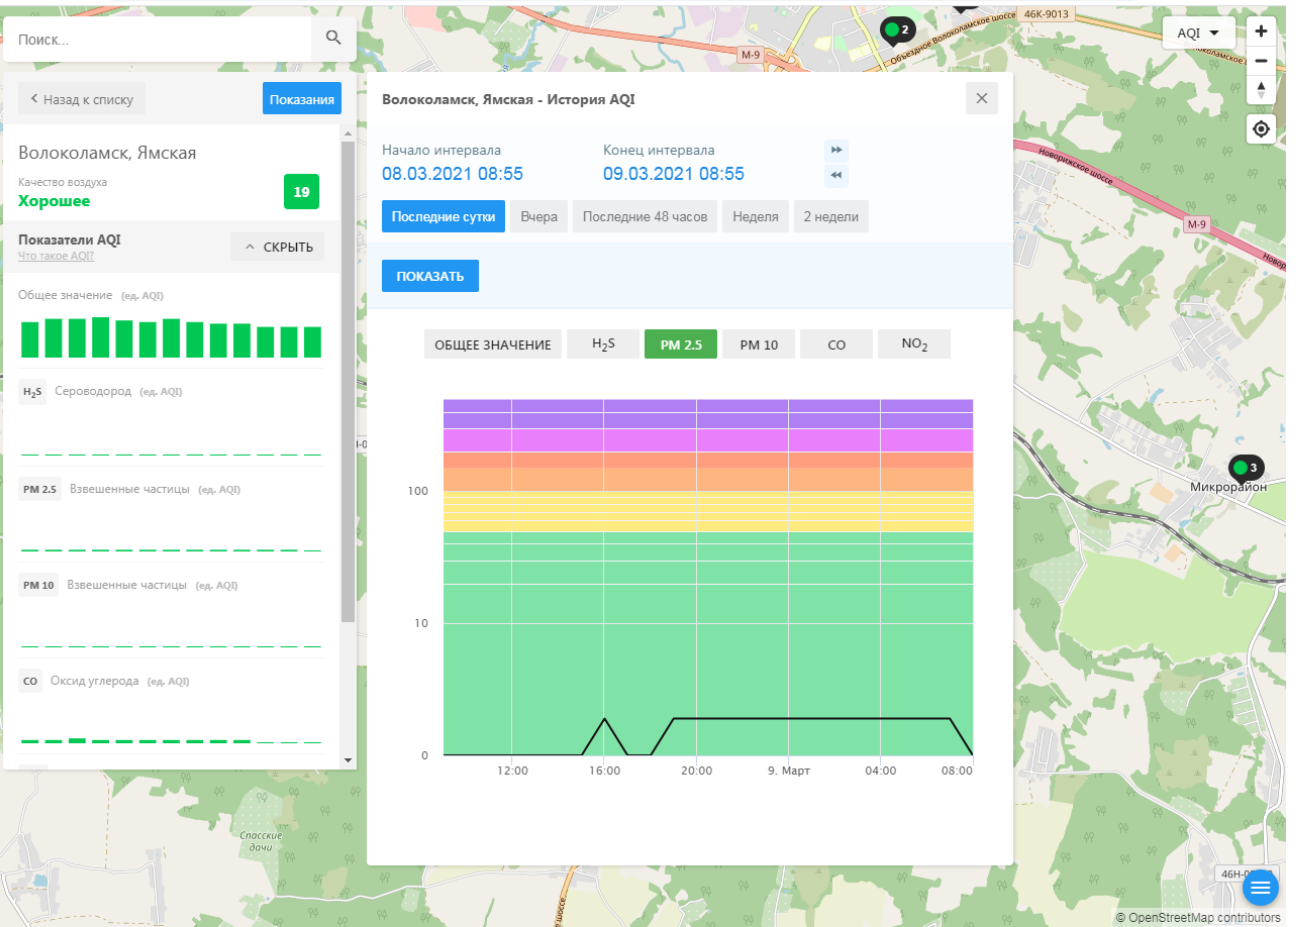 46К-9013
Объездное Волоколамское шоссе
2
Поиск...
AQI
M-9
Назад к списку
Показания
Волоколамск, Ямская - История AQI
Волоколамск, Ямская
Качество воздуха
Хорошее
19
Начало интервала
Конец интервала
08.03.2021 08:55
09.03.2021 08:55
Последние сутки
Вчера
Последние 48 часов
Неделя
2 недели
Показатели AQI
Что такое AQI?
СКРЫТЬ
ПОКАЗАТЬ
Общее значение (ед. AQI)
ОБЩЕЕ ЗНАЧЕНИЕ
H2S
PM 2.5
PM 10
CO
NO2
H2S Сероводород (ед. AQI)
PM 2.5 Взвешенные частицы (ед. AQI)
PM 10 Взвешенные частицы (ед. AQI)
CO Оксид углерода (ед. AQI)
100
10
0
12:00
16:00
20:00
9. Март
04:00
08:00
Новорижское шоссе
M-9
3
Микрорайон
Спасские
дачи
© OpenStreetMap contributors